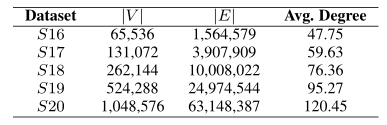 Dataset |V| |E| Avg. Degree
S16 65,536 1,564,579 47.75
S17 131,072 3,907,909 59.63
S18 262,144 10,008,022 76.36
S19 524,288 24,974,544 95.27
S20 1,048,576 63,148,387 120.45